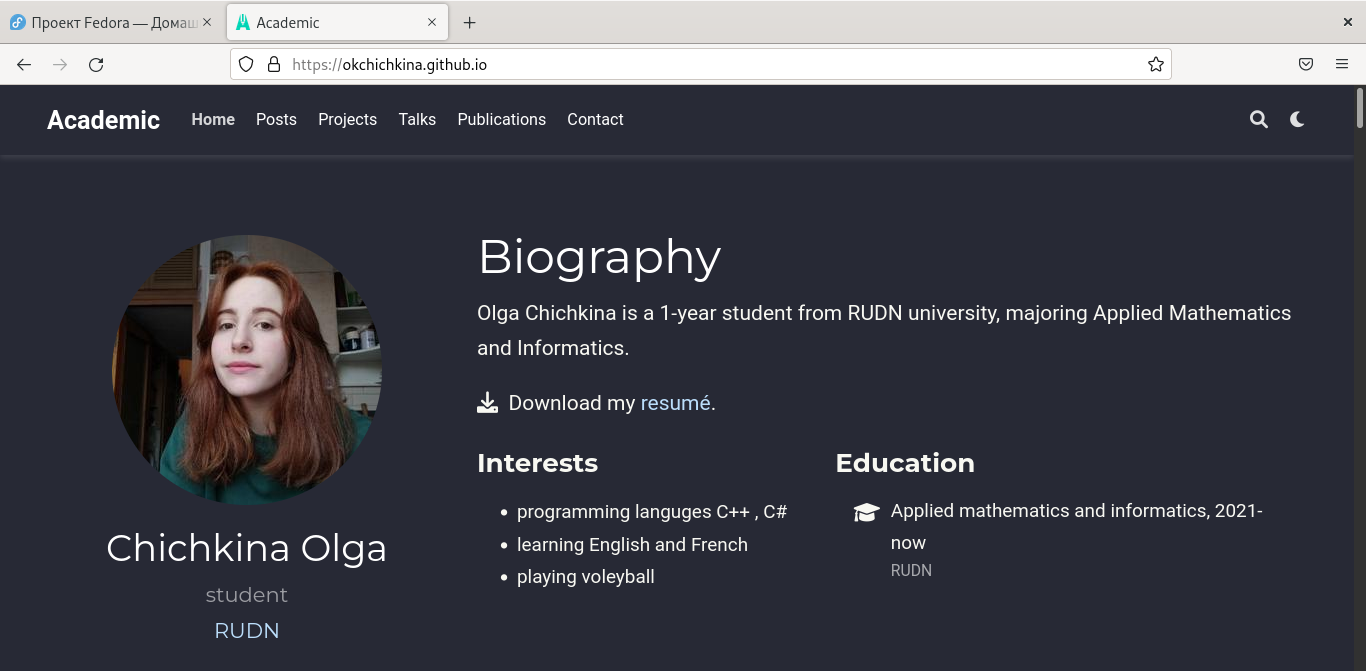 Проект Fedora — Домаш
Academic
https://okchichkina.github.io
Academic Home Posts Projects Talks Publications Contact
Biography
Olga Chichkina is a 1-year student from RUDN university, majoring Applied Mathematics
and Informatics.
Download my resumé.
Interests
programming languges C++ , C#
learning English and French
playing voleyball
Education
Applied mathematics and informatics, 2021-
now
RUDN
Chichkina Olga
student
RUDN